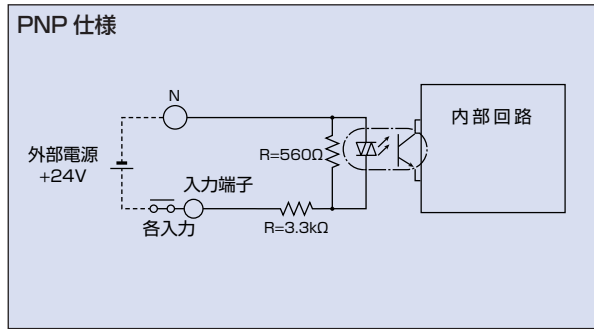 PNP 仕様
N
内部回路
外部電源
+24V
R=560Ω
入力端子
各入力
R=3.3kΩ